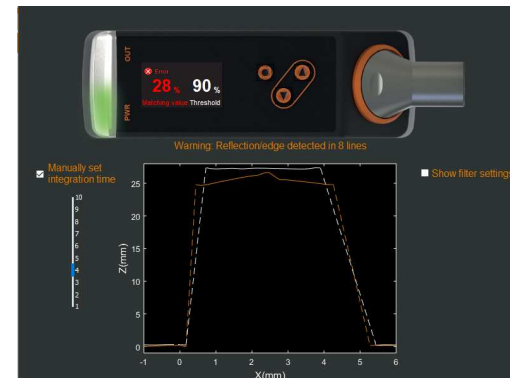 OUT
PWR
Error
28 % 90 %
Matching value Threshold
Warning: Reflection/edge detected in 8 lines
Manually set
integration time
Show filter settings
10
9
8
7
6
5
4
3
2
1
25
20
15
10
5
0
Z(mm)
-1 0 1 2 3 4 5 6
X(mm)